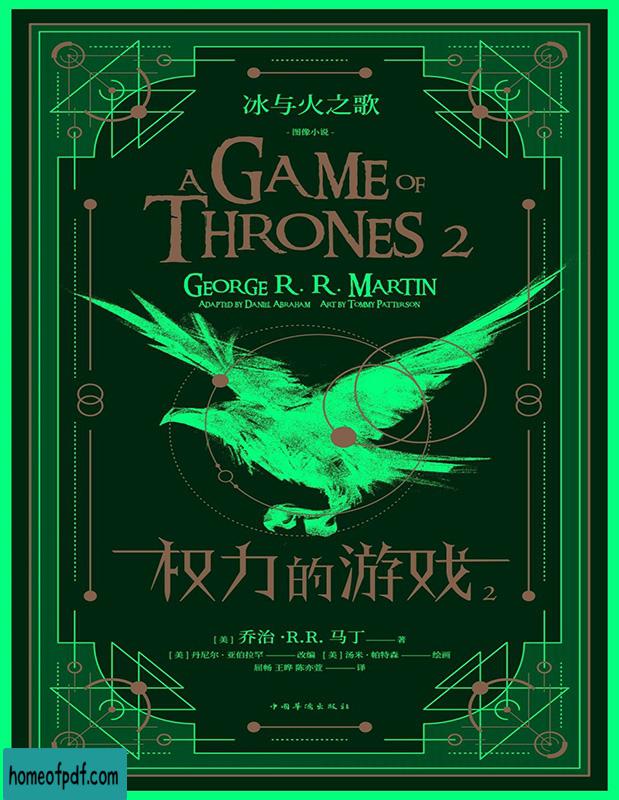 冰与火之歌
- 图像小说 -
A GAME OF
THRONES 2
GEORGE R. R. MARTIN
ADAPTED BY DANIEL ABRAHAM ART BY TOMMY PATTERSON
权力的游戏 2
[美] 乔治·R.R. 马丁——著
[美] 丹尼尔·亚伯拉罕——改编 [美] 汤米·帕特森——绘画
屈畅 王晔 陈亦萱——译
中国华侨出版社
homeofpdf.com